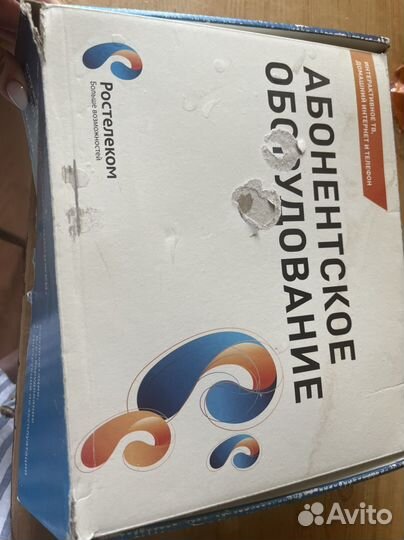 Ростелеком
Больше возможностей
ИНТЕРАКТИВНОЕ ТВ,
ДОМАШНИЙ ИНТЕРНЕТ И ТЕЛЕФОН
АБОНЕНТСКОЕ
ОБОРУДОВАНИЕ
Avito